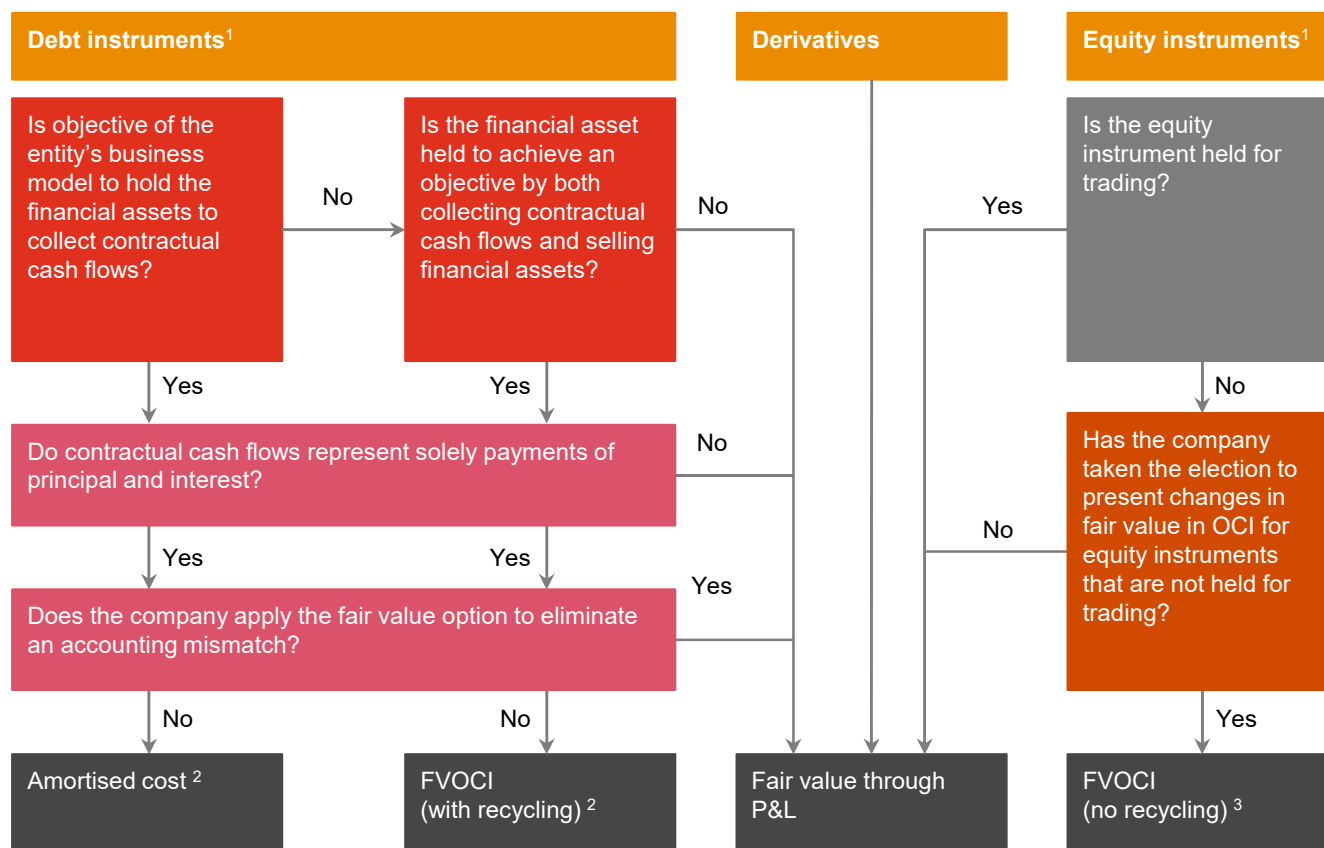 Debt instruments1
Derivatives
Equity instruments1
Is objective of the
entity’s business
model to hold the
financial assets to
collect contractual
cash flows?
No
Is the financial asset
held to achieve an
objective by both
collecting contractual
cash flows and selling
financial assets?
No
Yes
Is the equity
instrument held for
trading?
Yes
Yes
No
Do contractual cash flows represent solely payments of
principal and interest?
No
No
Has the company
taken the election to
present changes in
fair value in OCI for
equity instruments
that are not held for
trading?
Yes
Yes
Does the company apply the fair value option to eliminate
an accounting mismatch?
Yes
No
No
Yes
Amortised cost 2
FVOCI
(with recycling) 2
Fair value through
P&L
FVOCI
(no recycling) 3